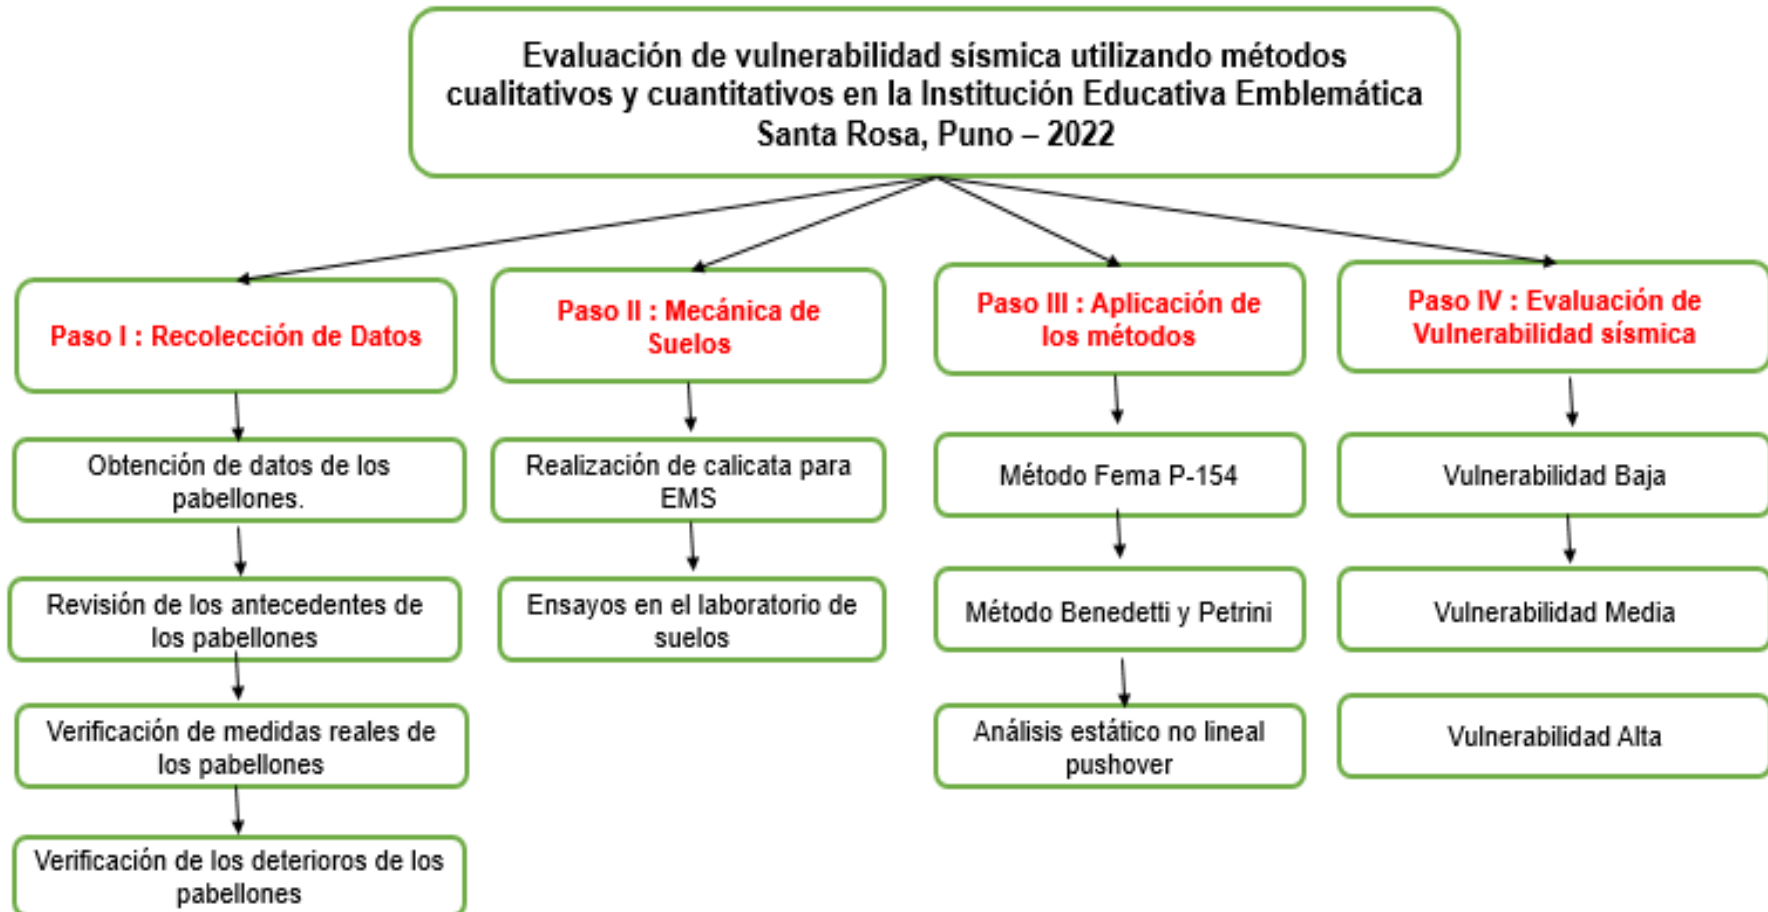 Evaluación de vulnerabilidad sísmica utilizando métodos
cualitativos y cuantitativos en la Institución Educativa Emblemática
Santa Rosa, Puno – 2022
Paso I : Recolección de Datos
Obtención de datos de los
pabellones.
Revisión de los antecedentes de
los pabellones
Verificación de medidas reales de
los pabellones
Verificación de los deterioros de los
pabellones
Paso II : Mecánica de
Suelos
Realización de calicata para
EMS
Ensayos en el laboratorio de
suelos
Paso III : Aplicación de
los métodos
Método Fema P-154
Método Benedetti y Petrini
Análisis estático no lineal
pushover
Paso IV : Evaluación de
Vulnerabilidad sísmica
Vulnerabilidad Baja
Vulnerabilidad Media
Vulnerabilidad Alta